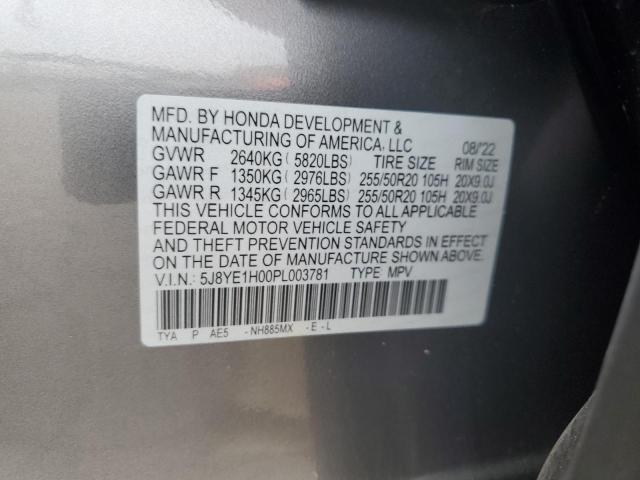 MFD. BY HONDA DEVELOPMENT &
MANUFACTURING OF AMERICA, LLC 08/'22
GVWR 2640KG (5820LBS) TIRE SIZE RIM SIZE
GAWR F 1350KG (2976LBS) 255/50R20 105H 20X9.0J
GAWR R 1345KG (2965LBS) 255/50R20 105H 20X9.0J
THIS VEHICLE CONFORMS TO ALL APPLICABLE
FEDERAL MOTOR VEHICLE SAFETY
AND THEFT PREVENTION STANDARDS IN EFFECT
ON THE DATE OF MANUFACTURE SHOWN ABOVE.
V.I.N.: 5J8YE1H00PL003781 TYPE: MPV
TYA P AE5 - NH885MX - E - L